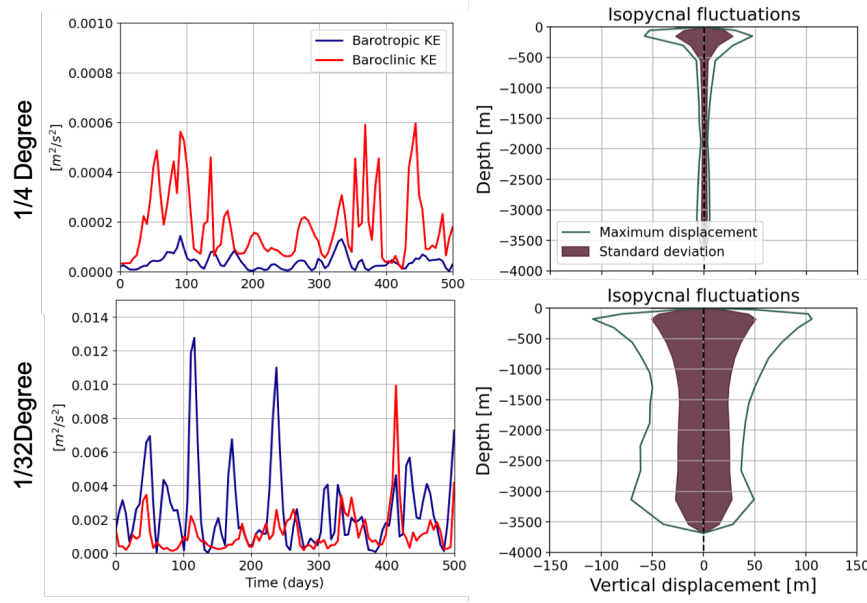 1/4 Degree
[m²/s²]
0.0010
0.0008
0.0006
0.0004
0.0002
0.0000
Barotropic KE
Baroclinic KE
0 100 200 300 400 500
Isopycnal fluctuations
Depth [m]
0
−500
−1000
−1500
−2000
−2500
−3000
−3500
−4000
Maximum displacement
Standard deviation
1/32Degree
[m²/s²]
0.014
0.012
0.010
0.008
0.006
0.004
0.002
0.000
0 100 200 300 400 500
Time (days)
Isopycnal fluctuations
Depth [m]
0
−500
−1000
−1500
−2000
−2500
−3000
−3500
−4000
−150 −100 −50 0 50 100 150
Vertical displacement [m]